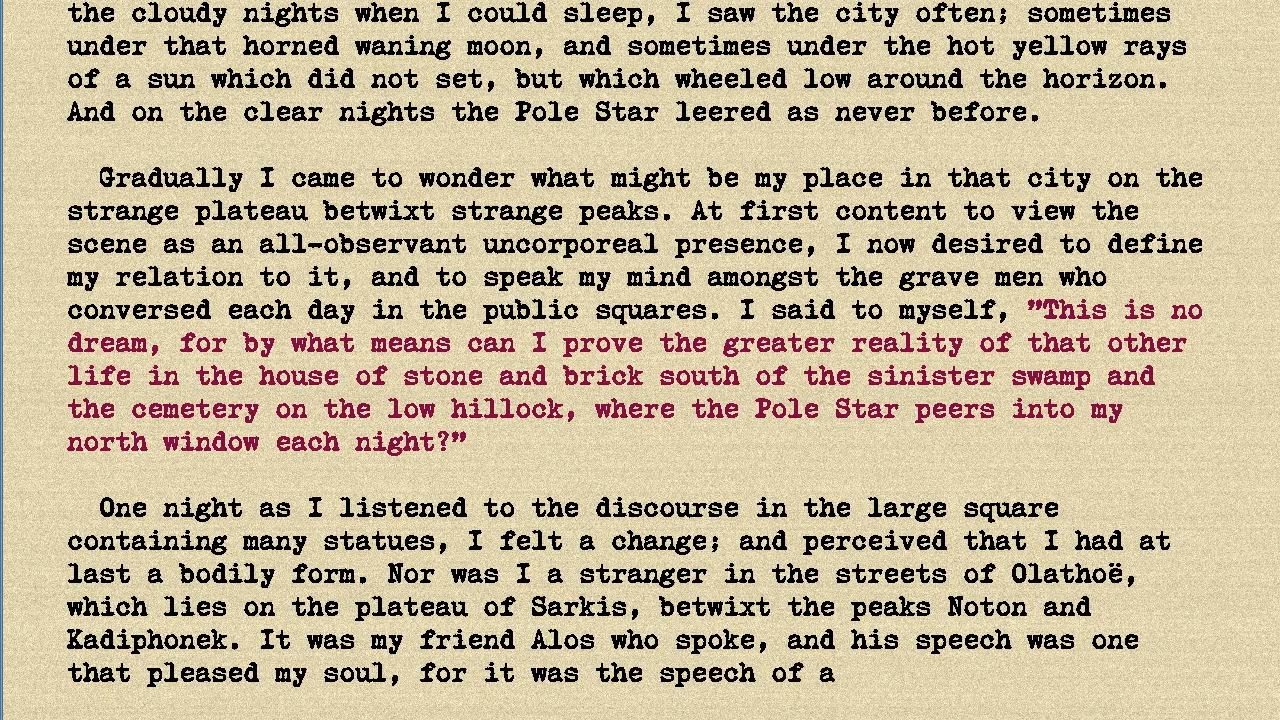 the cloudy nights when I could sleep, I saw the city often; sometimes
under that horned waning moon, and sometimes under the hot yellow rays
of a sun which did not set, but which wheeled low around the horizon.
And on the clear nights the Pole Star leered as never before.
Gradually I came to wonder what might be my place in that city on the
strange plateau betwixt strange peaks. At first content to view the
scene as an all-observant uncorporeal presence, I now desired to define
my relation to it, and to speak my mind amongst the grave men who
conversed each day in the public squares. I said to myself, ”This is no
dream, for by what means can I prove the greater reality of that other
life in the house of stone and brick south of the sinister swamp and
the cemetery on the low hillock, where the Pole Star peers into my
north window each night?”
One night as I listened to the discourse in the large square
containing many statues, I felt a change; and perceived that I had at
last a bodily form. Nor was I a stranger in the streets of Olathoë,
which lies on the plateau of Sarkis, betwixt the peaks Noton and
Kadiphonek. It was my friend Alos who spoke, and his speech was one
that pleased my soul, for it was the speech of a